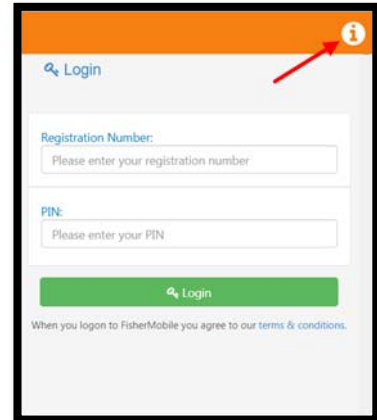 Login
Registration Number:
Please enter your registration number
PIN:
Please enter your PIN
Login
When you logon to FisherMobile you agree to our terms & conditions.